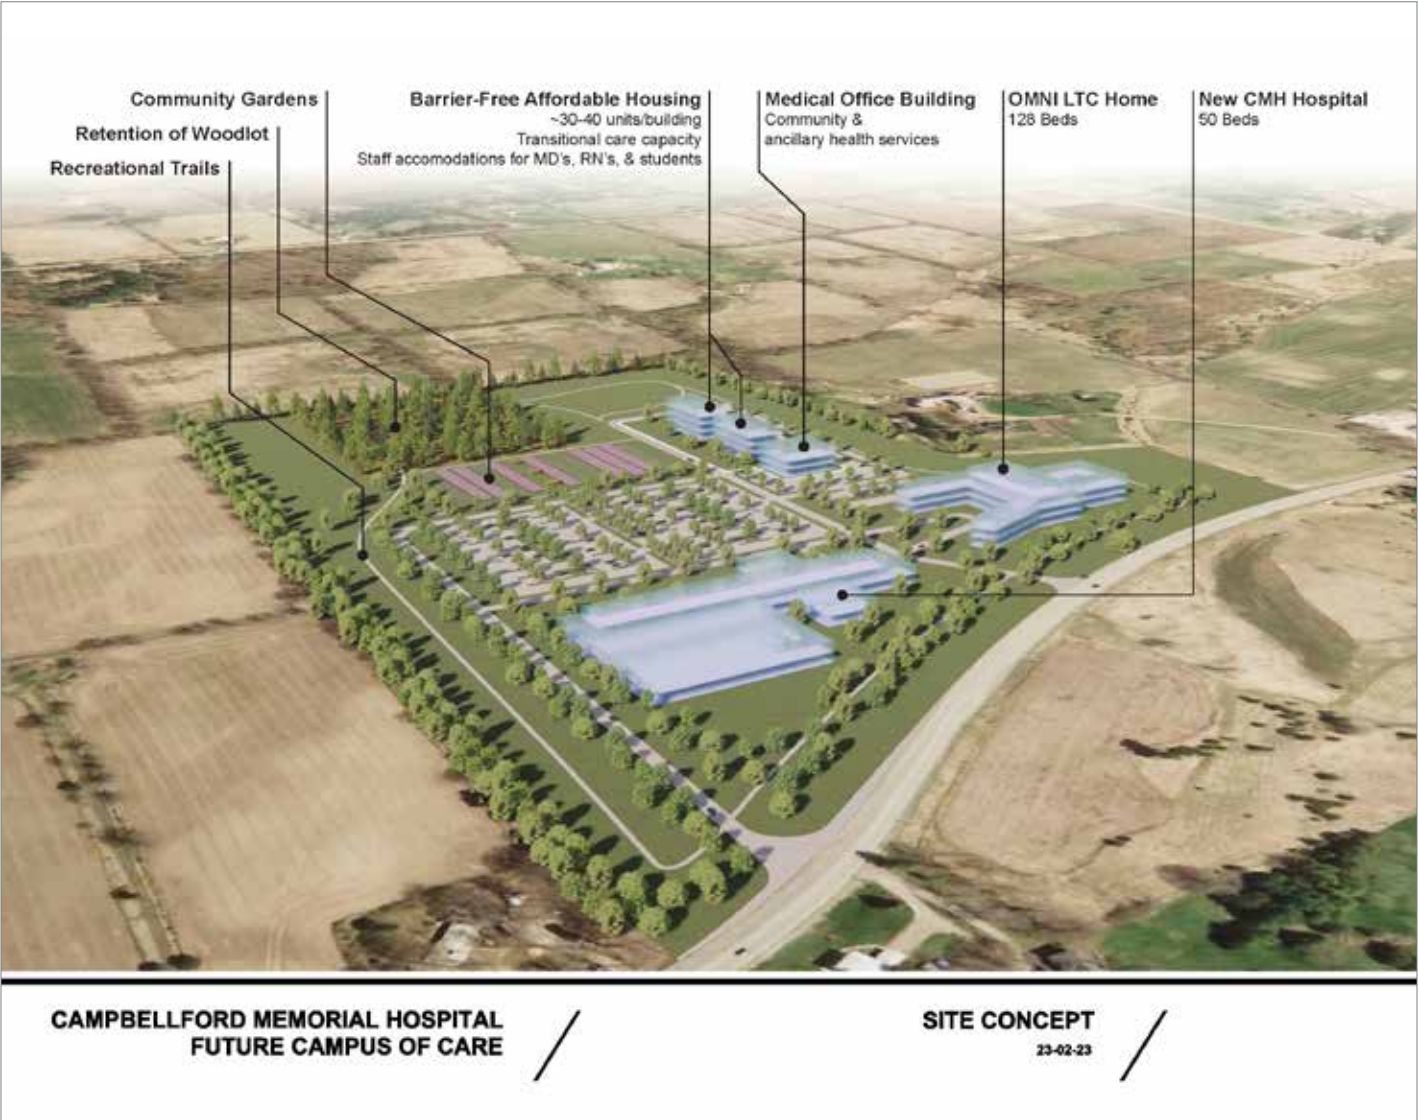 Community Gardens
Retention of Woodlot
Recreational Trails
Barrier-Free Affordable Housing
~30-40 units/building
Transitional care capacity
Staff accomodations for MD's, RN's, & students
Medical Office Building
Community &
ancillary health services
OMNI LTC Home
128 Beds
New CMH Hospital
50 Beds
CAMPBELLFORD MEMORIAL HOSPITAL
FUTURE CAMPUS OF CARE
SITE CONCEPT
23-02-23